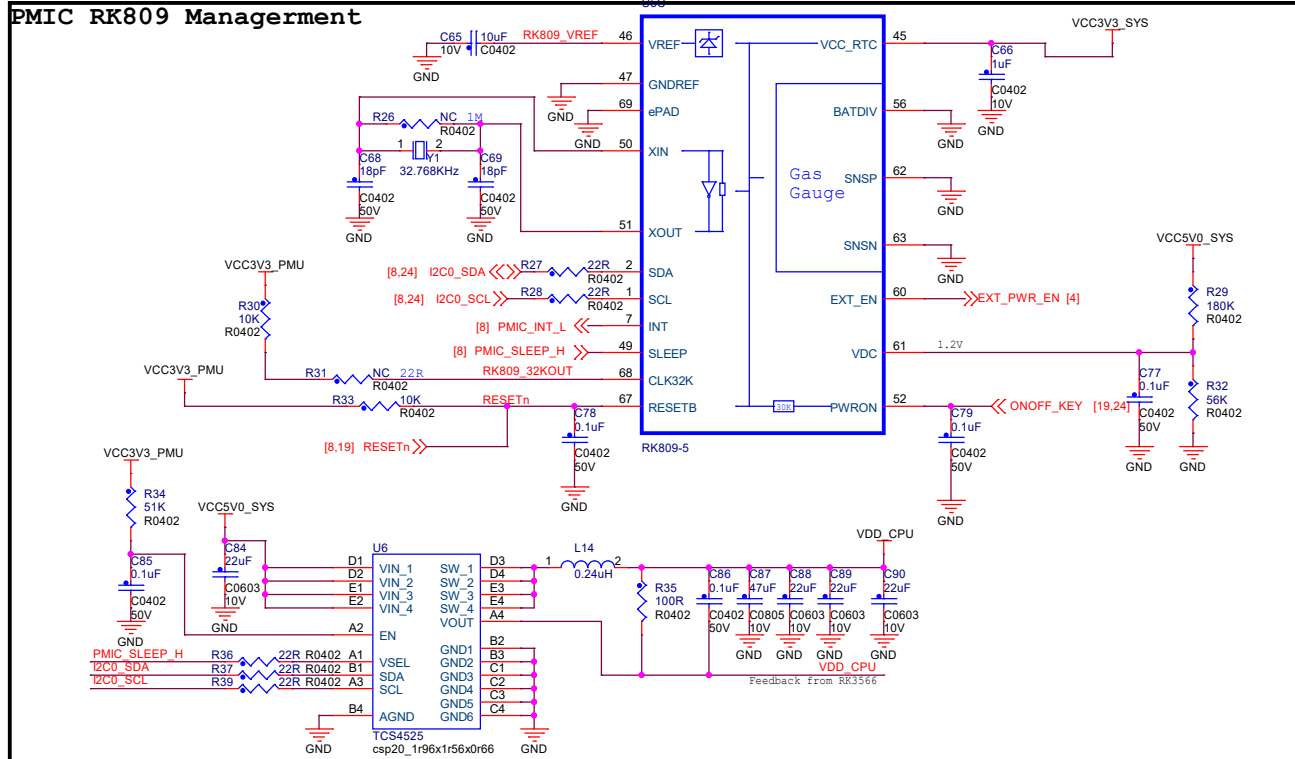 PMIC RK809 Managerment
VCC3V3_SYS
C65
10uF
10V
C0402
RK809_VREF
46
VREF
VCC_RTC
45
GND
C66
1uF
C0402
10V
GND
47
GNDREF
GND
69
ePAD
GND
BATDIV
56
GND
R26
NC
1M
R0402
50
XIN
1
2
Y1
32.768KHz
C68
18pF
C0402
50V
GND
C69
18pF
C0402
50V
GND
Gas
Gauge
SNSP
62
GND
51
XOUT
SNSN
63
GND
VCC5V0_SYS
VCC3V3_PMU
[8,24]
I2C0_SDA
R27
22R
R0402
2
SDA
[8,24]
I2C0_SCL
R28
22R
R0402
1
SCL
EXT_EN
60
EXT_PWR_EN [4]
R29
180K
R0402
R30
10K
R0402
[8] PMIC_INT_L
7
INT
[8] PMIC_SLEEP_H
49
SLEEP
VDC
61
1.2V
VCC3V3_PMU
R31
NC
22R
R0402
RK809_32KOUT
68
CLK32K
C77
0.1uF
C0402
50V
GND
R32
56K
R0402
GND
R33
10K
R0402
RESETn
67
RESETB
30K
PWRON
52
ONOFF_KEY [19,24]
C78
0.1uF
C0402
50V
GND
C79
0.1uF
C0402
50V
GND
[8,19] RESETn
RK809-5
VCC3V3_PMU
R34
51K
R0402
VCC5V0_SYS
C84
22uF
C0603
10V
GND
C85
0.1uF
C0402
50V
GND
U6
D1
VIN_1
D2
VIN_2
E1
VIN_3
E2
VIN_4
A2
EN
SW_1
D3
SW_2
D4
SW_3
E3
SW_4
E4
VOUT
A4
L14
1
2
0.24uH
VDD_CPU
R35
100R
R0402
C86
0.1uF
C0402
50V
GND
C87
47uF
C0805
10V
GND
C88
22uF
C0603
10V
GND
C89
22uF
C0603
10V
C90
22uF
C0603
10V
GND
PMIC_SLEEP_H
R36
22R
R0402
A1
VSEL
I2C0_SDA
R37
22R
R0402
B1
SDA
I2C0_SCL
R39
22R
R0402
A3
SCL
GND1
B2
GND2
B3
GND3
C1
GND4
C2
GND5
C3
GND6
C4
VDD_CPU
Feedback from RK3566
B4
AGND
GND
GND
TCS4525
csp20_1r96x1r56x0r66